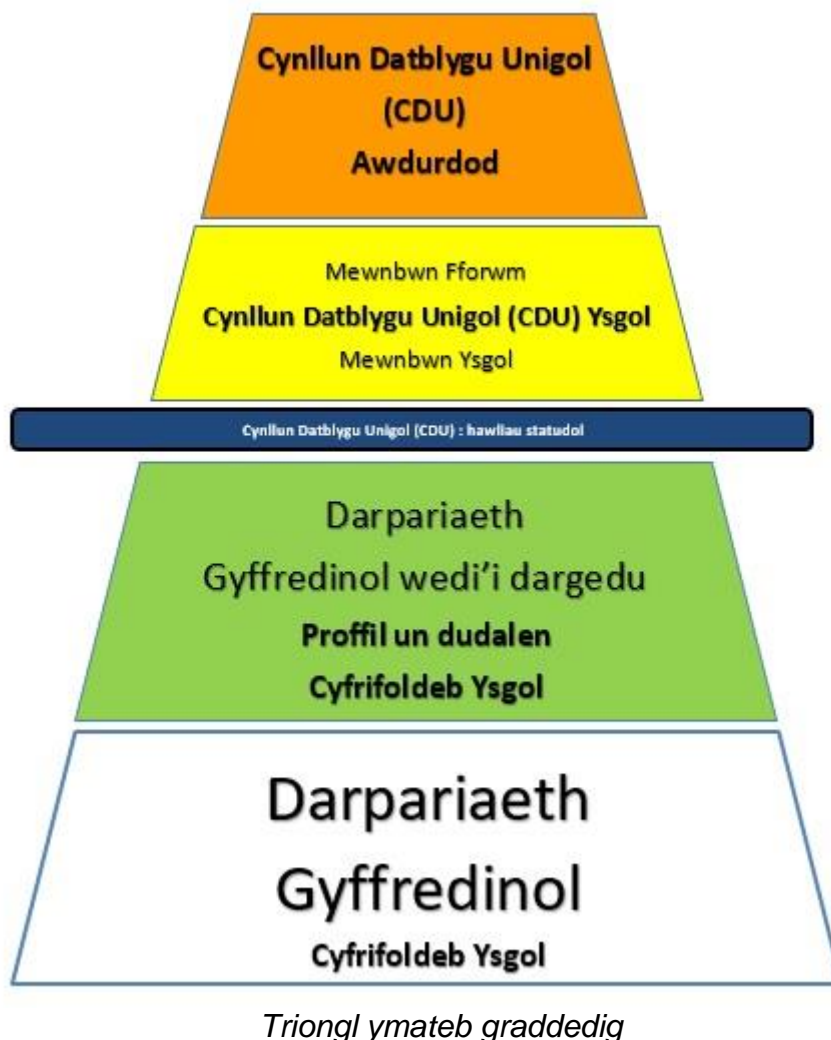 Cynllun Datblygu Unigol
(CDU)
Awdurdod
Mewnbwn Fforwm
Cynllun Datblygu Unigol (CDU) Ysgol
Mewnbwn Ysgol
Cynllun Datblygu Unigol (CDU) : hawliau statudol
Darpariaeth
Gyffredinol wedi'i dargedu
Proffil un dudalen
Cyfrifoldeb Ysgol
Darpariaeth
Gyffredinol
Cyfrifoldeb Ysgol
Triongl ymateb graddedig